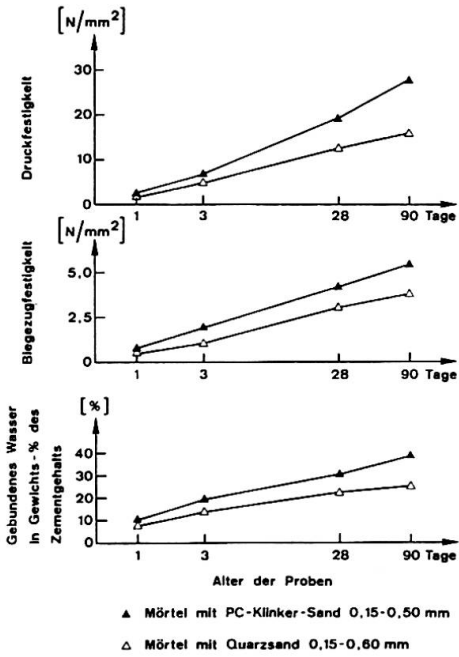 [N/mm²]
Druckfestigkeit
30
20
10
0
1 3 28 90 Tage
[N/mm²]
Biegezugfestigkeit
5,0
2,5
0
1 3 28 90 Tage
[%]
Gebundenes Wasser
in Gewichts-% des
Zementgehalts
40
30
20
10
0
1 3 28 90 Tage
Alter der Proben
▲ Mörtel mit PC-Klinker-Sand 0,15-0,50 mm
△ Mörtel mit Quarzsand 0,15-0,60 mm